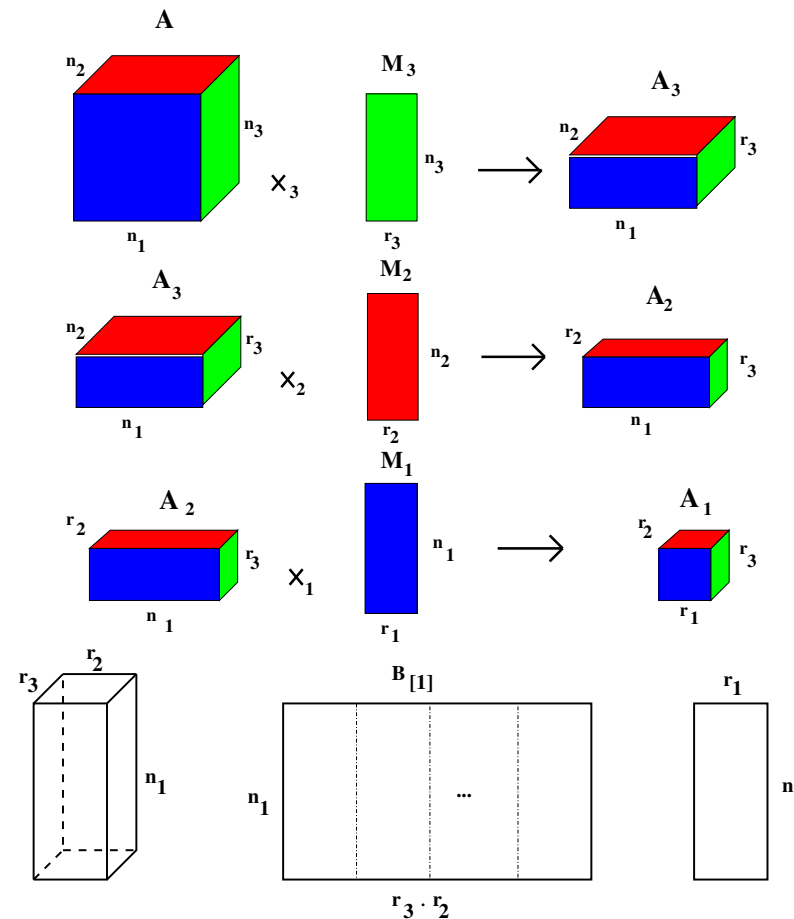 A
M₃
A₃
n₂
n₃
×₃
n₃
n₂
r₃
n₁
r₃
n₁
A₃
M₂
A₂
n₂
r₃
×₂
n₂
r₂
r₃
n₁
r₂
n₁
A₂
M₁
A₁
r₂
r₃
×₁
n₁
r₂
r₃
n₁
r₁
r₁
r₃
r₂
B[1]
r₁
n₁
n₁
...
n
r₃ · r₂